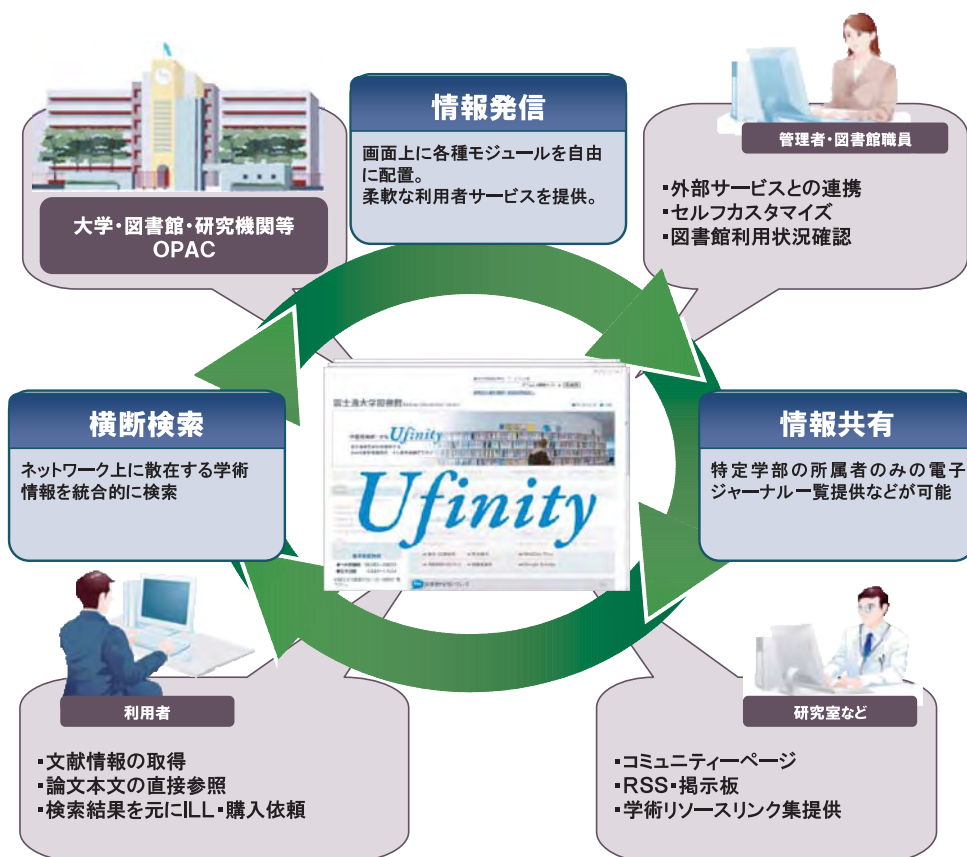 情報発信
画面上に各種モジュールを自由
に配置。
柔軟な利用者サービスを提供。
大学・図書館・研究機関等
OPAC
管理者・図書館職員
▪外部サービスとの連携
▪セルフカスタマイズ
▪図書館利用状況確認
横断検索
ネットワーク上に散在する学術
情報を統合的に検索
富士通大学図書館
Ufinity
Ufinity
情報共有
特定学部の所属者のみの電子
ジャーナル一覧提供などが可能
利用者
▪文献情報の取得
▪論文本文の直接参照
▪検索結果を元にILL・購入依頼
研究室など
▪コミュニティーページ
▪RSS・掲示板
▪学術リソースリンク集提供